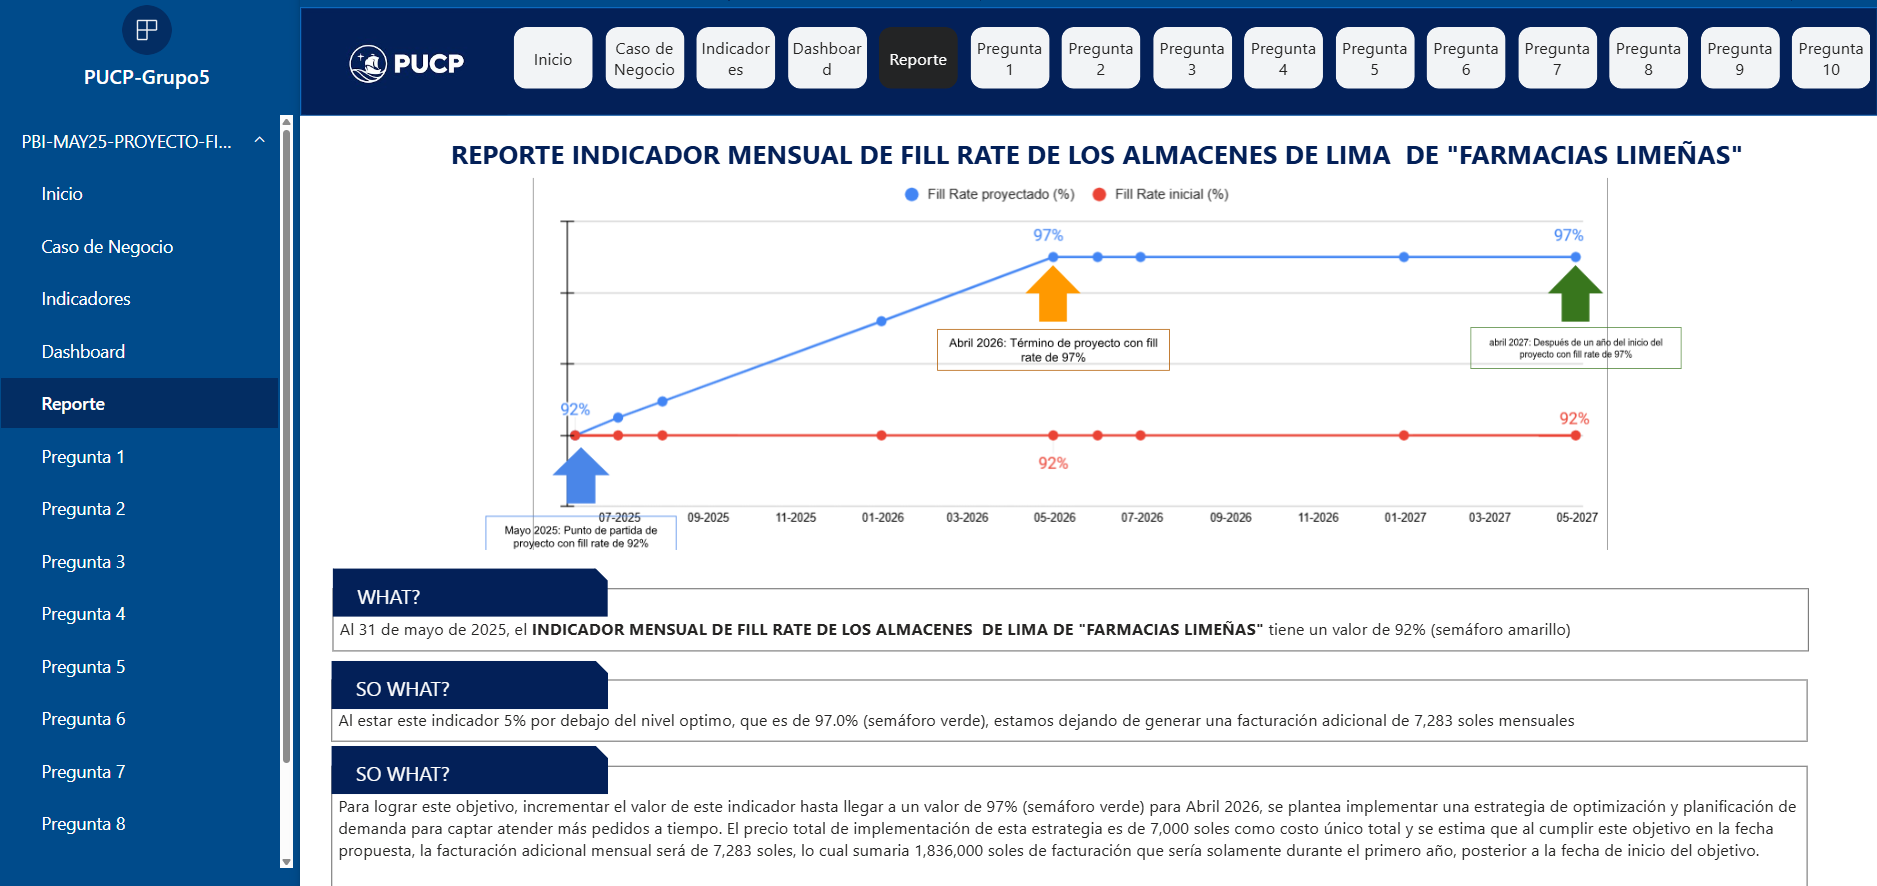 PUCP-Grupo5
PBI-MAY25-PROYECTO-FI...
Inicio
Caso de Negocio
Indicadores
Dashboard
Reporte
Pregunta 1
Pregunta 2
Pregunta 3
Pregunta 4
Pregunta 5
Pregunta 6
Pregunta 7
Pregunta 8
PUCP
Inicio
Caso de
Negocio
Indicador
es
Dashboar
d
Reporte
Pregunta
1
Pregunta
2
Pregunta
3
Pregunta
4
Pregunta
5
Pregunta
6
Pregunta
7
Pregunta
8
Pregunta
9
Pregunta
10
REPORTE INDICADOR MENSUAL DE FILL RATE DE LOS ALMACENES DE LIMA  DE "FARMACIAS LIMEÑAS"
Fill Rate proyectado (%) Fill Rate inicial (%)
97% 97%
Abril 2026: Término de proyecto con fill
rate de 97%
abril 2027: Después de un año del inicio del
proyecto con fill rate de 97%
92% 92%
92%
07-2025 09-2025 11-2025 01-2026 03-2026 05-2026 07-2026 09-2026 11-2026 01-2027 03-2027 05-2027
Mayo 2025: Punto de partida de
proyecto con fill rate de 92%
WHAT?
Al 31 de mayo de 2025, el INDICADOR MENSUAL DE FILL RATE DE LOS ALMACENES  DE LIMA DE "FARMACIAS LIMEÑAS" tiene un valor de 92% (semáforo amarillo)
SO WHAT?
Al estar este indicador 5% por debajo del nivel optimo, que es de 97.0% (semáforo verde), estamos dejando de generar una facturación adicional de 7,283 soles mensuales
SO WHAT?
Para lograr este objetivo, incrementar el valor de este indicador hasta llegar a un valor de 97% (semáforo verde) para Abril 2026, se plantea implementar una estrategia de optimización y planificación de
demanda para captar atender más pedidos a tiempo. El precio total de implementación de esta estrategia es de 7,000 soles como costo único total y se estima que al cumplir este objetivo en la fecha
propuesta, la facturación adicional mensual será de 7,283 soles, lo cual sumaria 1,836,000 soles de facturación que sería solamente durante el primero año, posterior a la fecha de inicio del objetivo.